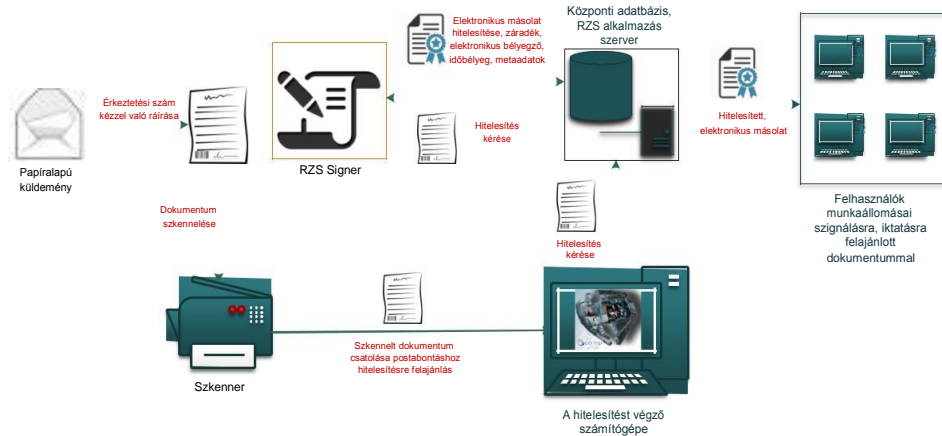 Elektronikus másolat
hitelesítése, záradék,
elektronikus bélyegző,
időbélyeg, metaadatok
Központi adatbázis,
RZS alkalmazás
szerver
Érkeztetési szám
kézzel való ráírása
Hitelesítés
kérése
Hitelesített,
elektronikus másolat
Papíralapú
küldemény
RZS Signer
Dokumentum
szkennelése
Hitelesítés
kérése
Felhasználók
munkaállomásai
szignálásra, iktatásra
felajánlott
dokumentummal
Szkennelt dokumentum
csatolása postabontáshoz
hitelesítésre felajánlás
Szkenner
A hitelesítést végző
számítógépe